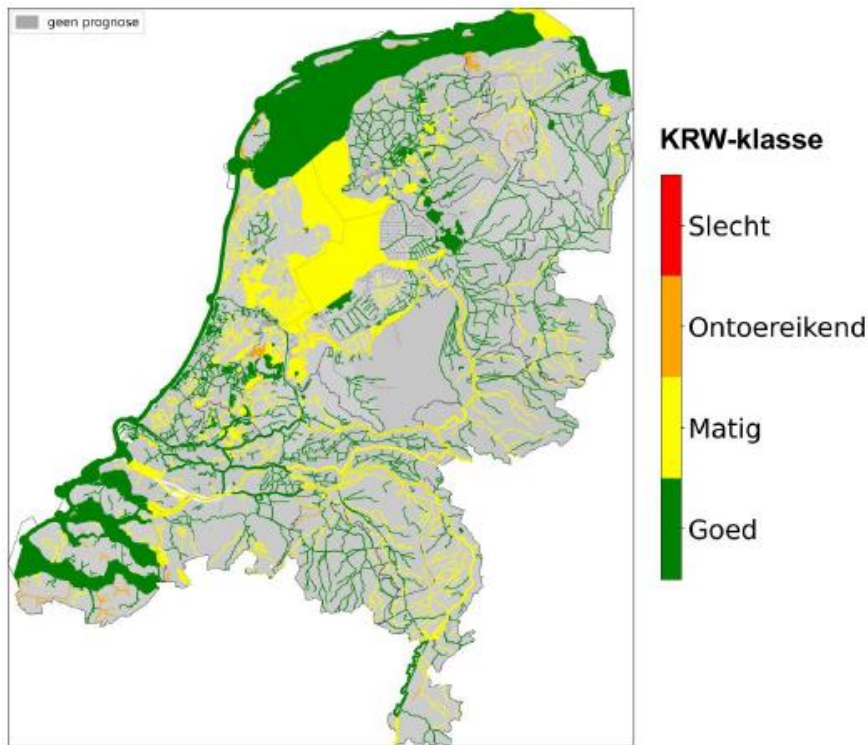 geen prognose
KRW-klasse
Slecht
Ontoereikend
Matig
Goed